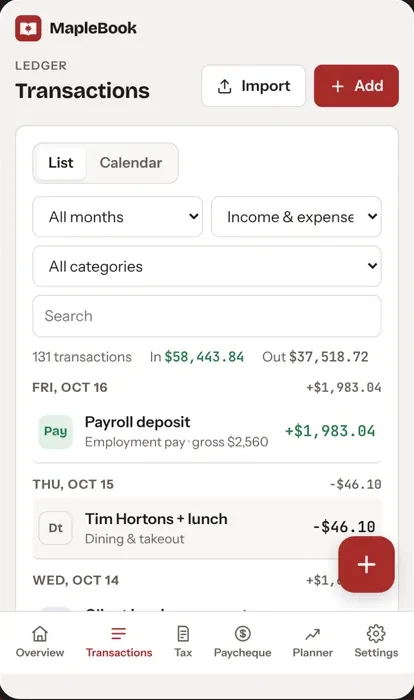 MapleBook
LEDGER
Transactions
Import
+ Add
List Calendar
All months Income & expense
All categories
Search
131 transactions In $58,443.84 Out $37,518.72
FRI, OCT 16 +$1,983.04
Pay Payroll deposit +$1,983.04
Employment pay · gross $2,560
THU, OCT 15 -$46.10
Dt Tim Hortons + lunch -$46.10
Dining & takeout
WED, OCT 14 +$1,
Overview Transactions Tax Paycheque Planner Settings